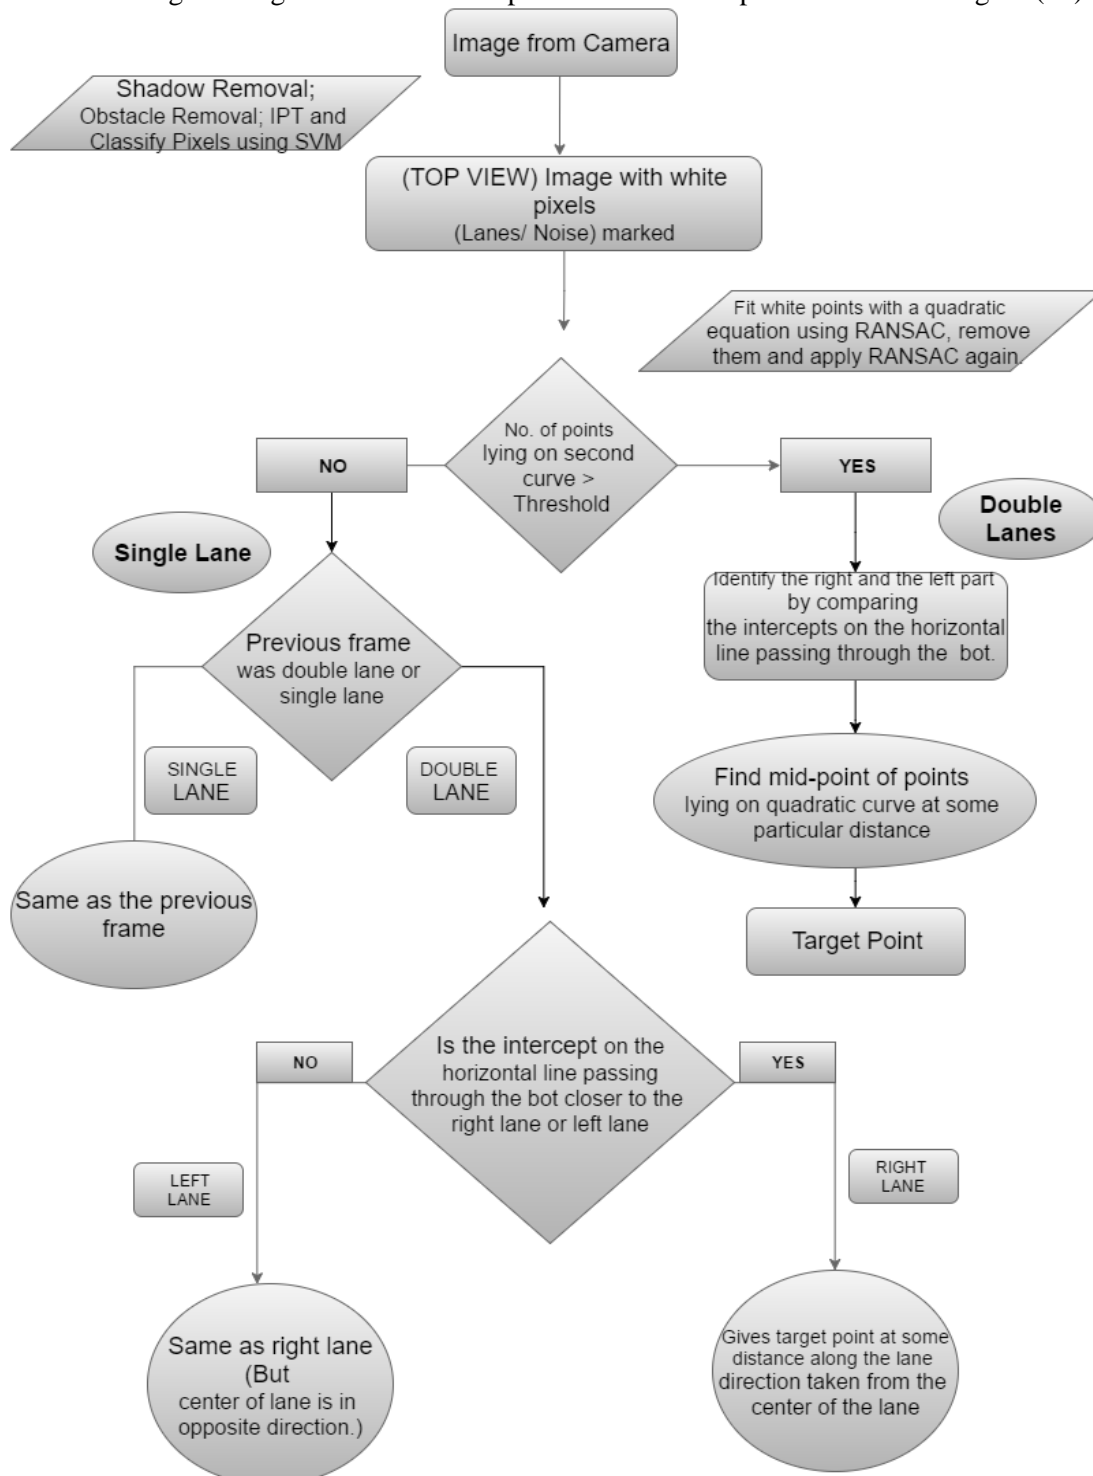 Image from Camera
Shadow Removal;
Obstacle Removal; IPT and
Classify Pixels using SVM
(TOP VIEW) Image with white
pixels
(Lanes/ Noise) marked
Fit white points with a quadratic
equation using RANSAC, remove
them and apply RANSAC again.
No. of points
lying on second
curve >
Threshold
NO
YES
Single Lane
Double
Lanes
Identify the right and the left part
by comparing
the intercepts on the horizontal
line passing through the bot.
Previous frame
was double lane or
single lane
SINGLE
LANE
DOUBLE
LANE
Find mid-point of points
lying on quadratic curve at some
particular distance
Same as the previous
frame
Target Point
Is the intercept on the
horizontal line passing
through the bot closer to the
right lane or left lane
NO
YES
LEFT
LANE
RIGHT
LANE
Same as right lane
(But
center of lane is in
opposite direction.)
Gives target point at some
distance along the lane
direction taken from the
center of the lane